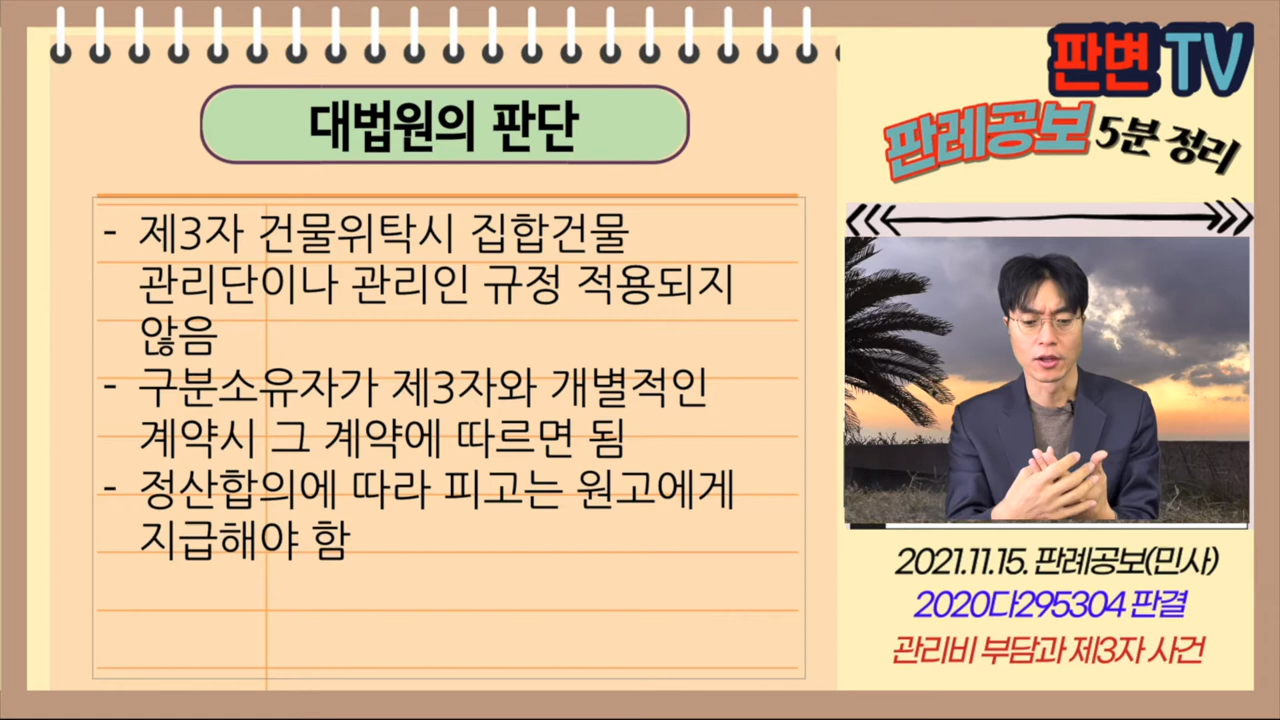 대법원의 판단
- 제3자 건물위탁시 집합건물
관리단이나 관리인 규정 적용되지
않음
- 구분소유자가 제3자와 개별적인
계약시 그 계약에 따르면 됨
- 정산합의에 따라 피고는 원고에게
지급해야 함
판변 TV
판례공보 5분 정리
2021.11.15. 판례공보(민사)
2020다295304 판결
관리비 부담과 제3자 사건